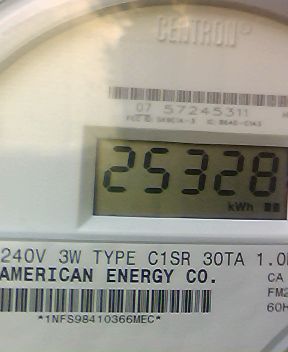 CENTRON®
07 57245311
25328
kWh
240V 3W TYPE C1SR 30TA 1.0
AMERICAN ENERGY CO.
CA
FM2
60H
*1NFS98410366MEC*